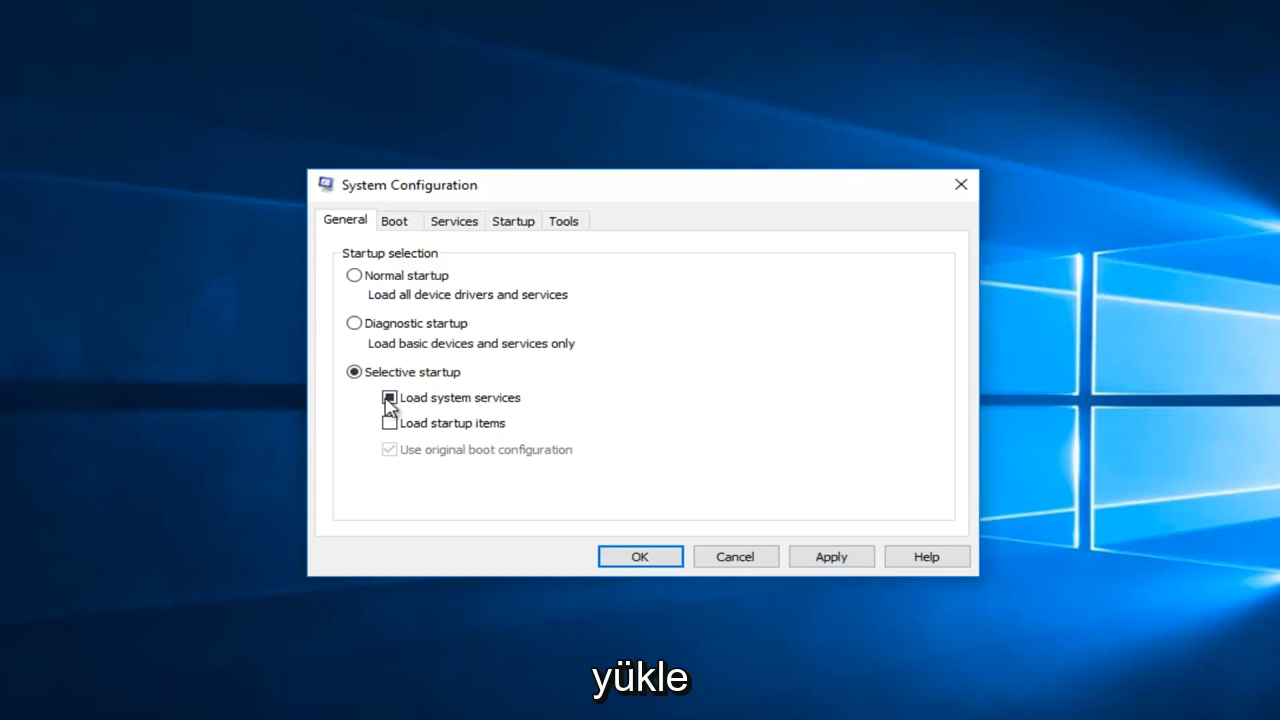 System Configuration
General Boot Services Startup Tools
Startup selection
Normal startup
Load all device drivers and services
Diagnostic startup
Load basic devices and services only
Selective startup
Load system services
Load startup items
Use original boot configuration
OK Cancel Apply Help
yükle